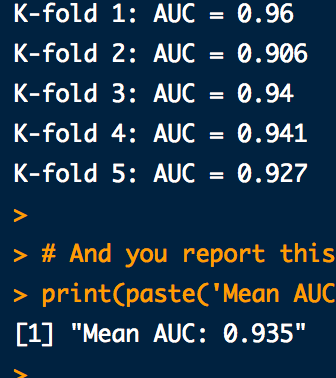 K-fold 1: AUC = 0.96
K-fold 2: AUC = 0.906
K-fold 3: AUC = 0.94
K-fold 4: AUC = 0.941
K-fold 5: AUC = 0.927
>
> # And you report this
> print(paste('Mean AUC
[1] "Mean AUC: 0.935"
>